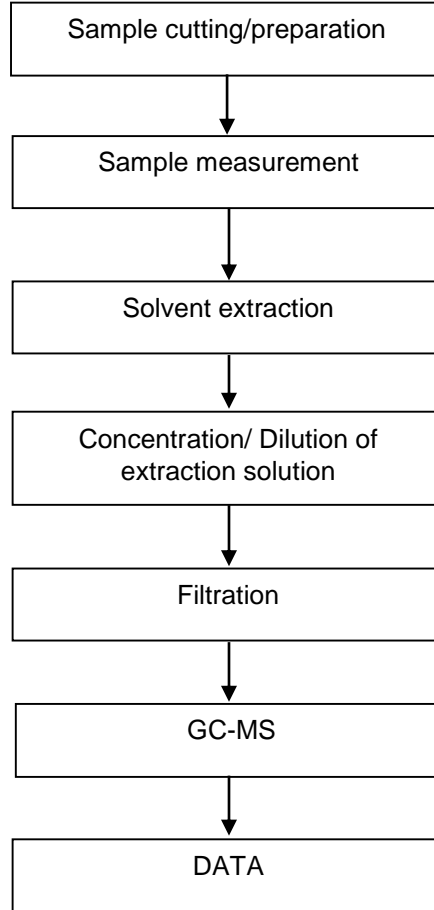 Sample cutting/preparation
Sample measurement
Solvent extraction
Concentration/ Dilution of
extraction solution
Filtration
GC-MS
DATA